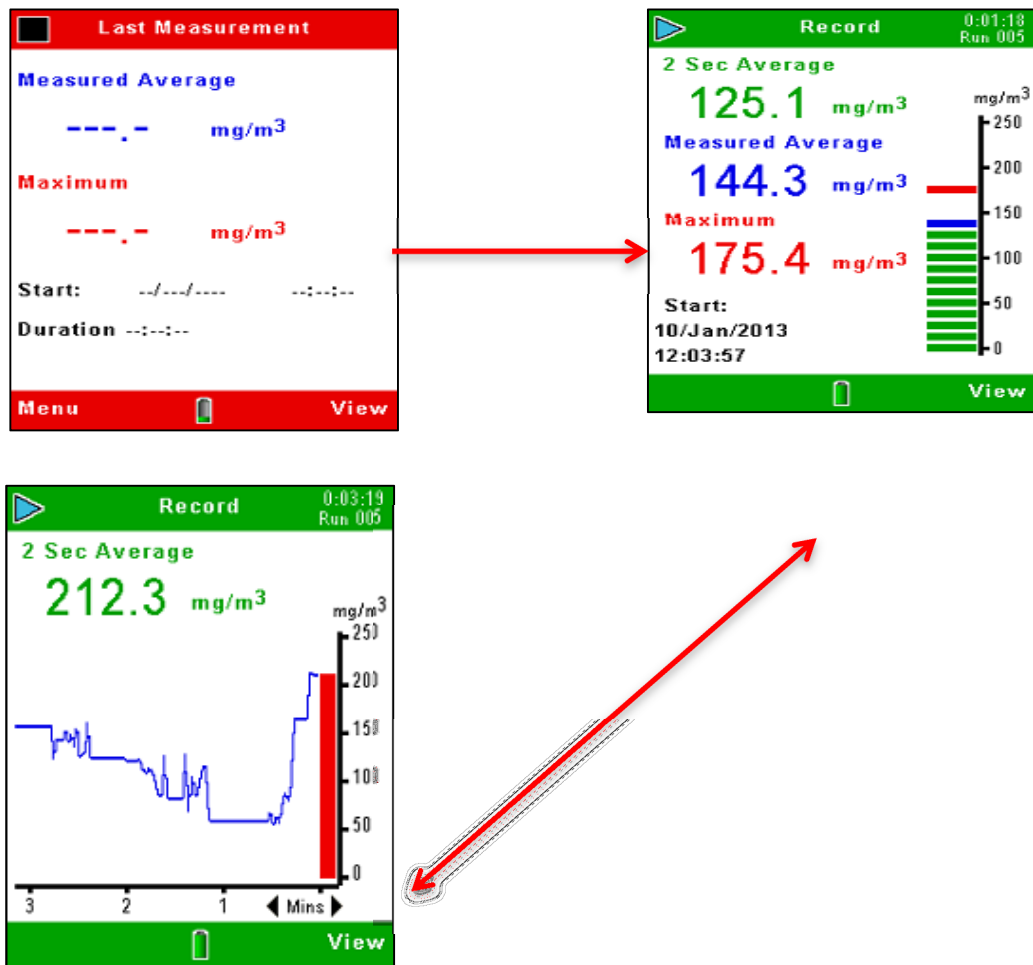 Last Measurement
Measured Average
---.- mg/m3
Maximum
---.- mg/m3
Start: --/---/---- --:--:--
Duration --:--:--
Menu View
Record 0:01:18
Run 005
2 Sec Average
125.1 mg/m3
Measured Average
144.3 mg/m3
Maximum
175.4 mg/m3
Start:
10/Jan/2013
12:03:57
mg/m3
250
200
150
100
50
0
View
Record 0:03:19
Run 005
2 Sec Average
212.3 mg/m3
mg/m3
250
200
150
100
50
0
3 2 1 Mins
View